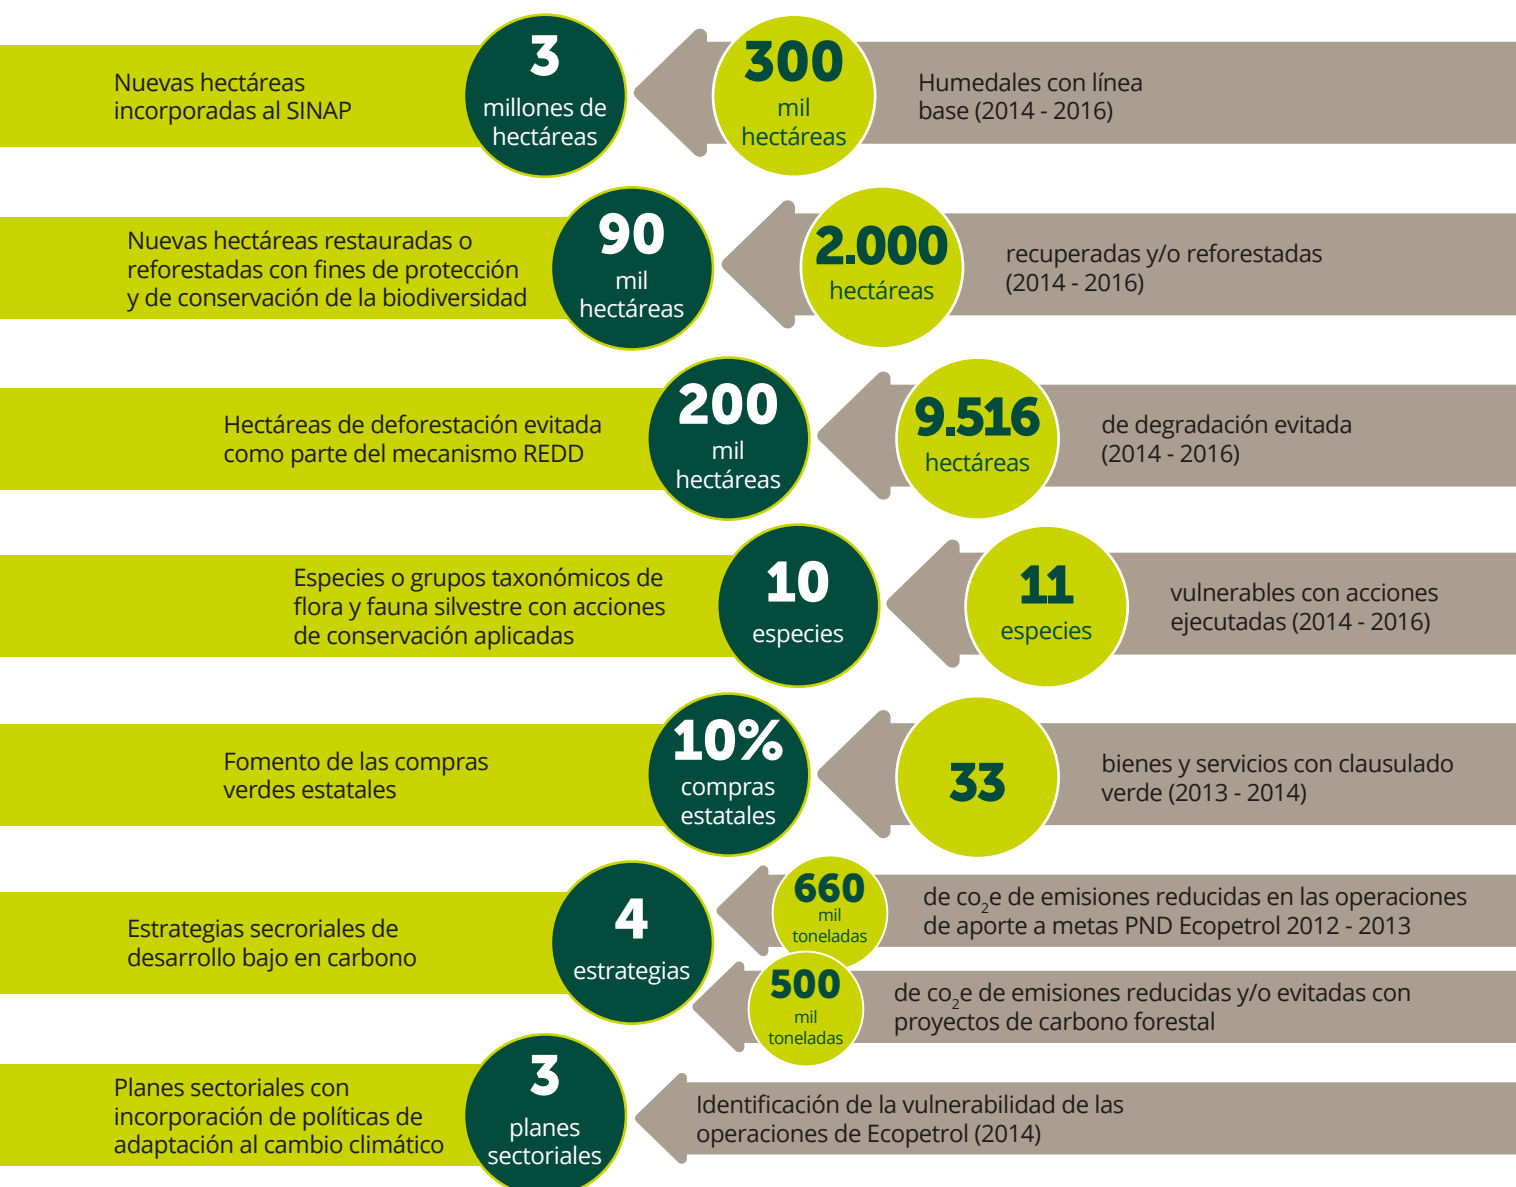 Nuevas hectáreas
incorporadas al SINAP
3
millones de
hectáreas
300
mil
hectáreas
Humedales con línea
base (2014 - 2016)
Nuevas hectáreas restauradas o
reforestadas con fines de protección
y de conservación de la biodiversidad
90
mil
hectáreas
2.000
hectáreas
recuperadas y/o reforestadas
(2014 - 2016)
Hectáreas de deforestación evitada
como parte del mecanismo REDD
200
mil
hectáreas
9.516
hectáreas
de degradación evitada
(2014 - 2016)
Especies o grupos taxonómicos de
flora y fauna silvestre con acciones
de conservación aplicadas
10
especies
11
especies
vulnerables con acciones
ejecutadas (2014 - 2016)
Fomento de las compras
verdes estatales
10%
compras
estatales
33
bienes y servicios con clausulado
verde (2013 - 2014)
Estrategias secroriales de
desarrollo bajo en carbono
4
estrategias
660
mil
toneladas
de co₂e de emisiones reducidas en las operaciones
de aporte a metas PND Ecopetrol 2012 - 2013
500
mil
toneladas
de co₂e de emisiones reducidas y/o evitadas con
proyectos de carbono forestal
Planes sectoriales con
incorporación de políticas de
adaptación al cambio climático
3
planes
sectoriales
Identificación de la vulnerabilidad de las
operaciones de Ecopetrol (2014)